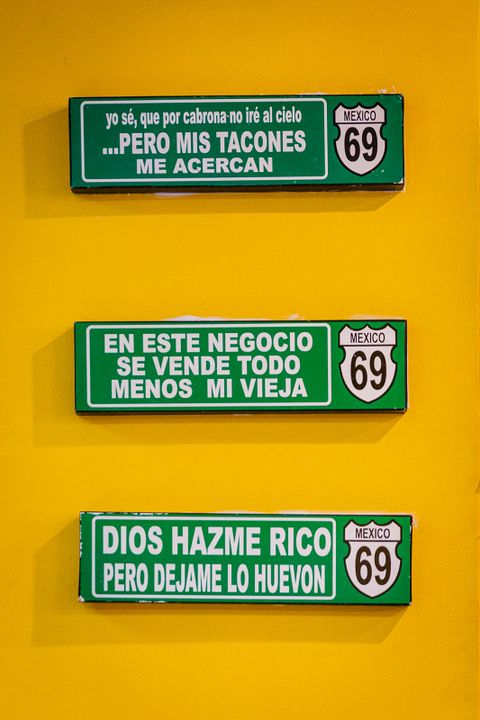 yo sé, que por cabrona no iré al cielo
...PERO MIS TACONES
ME ACERCAN
MEXICO
69
EN ESTE NEGOCIO
SE VENDE TODO
MENOS MI VIEJA
MEXICO
69
DIOS HAZME RICO
PERO DEJAME LO HUEVON
MEXICO
69